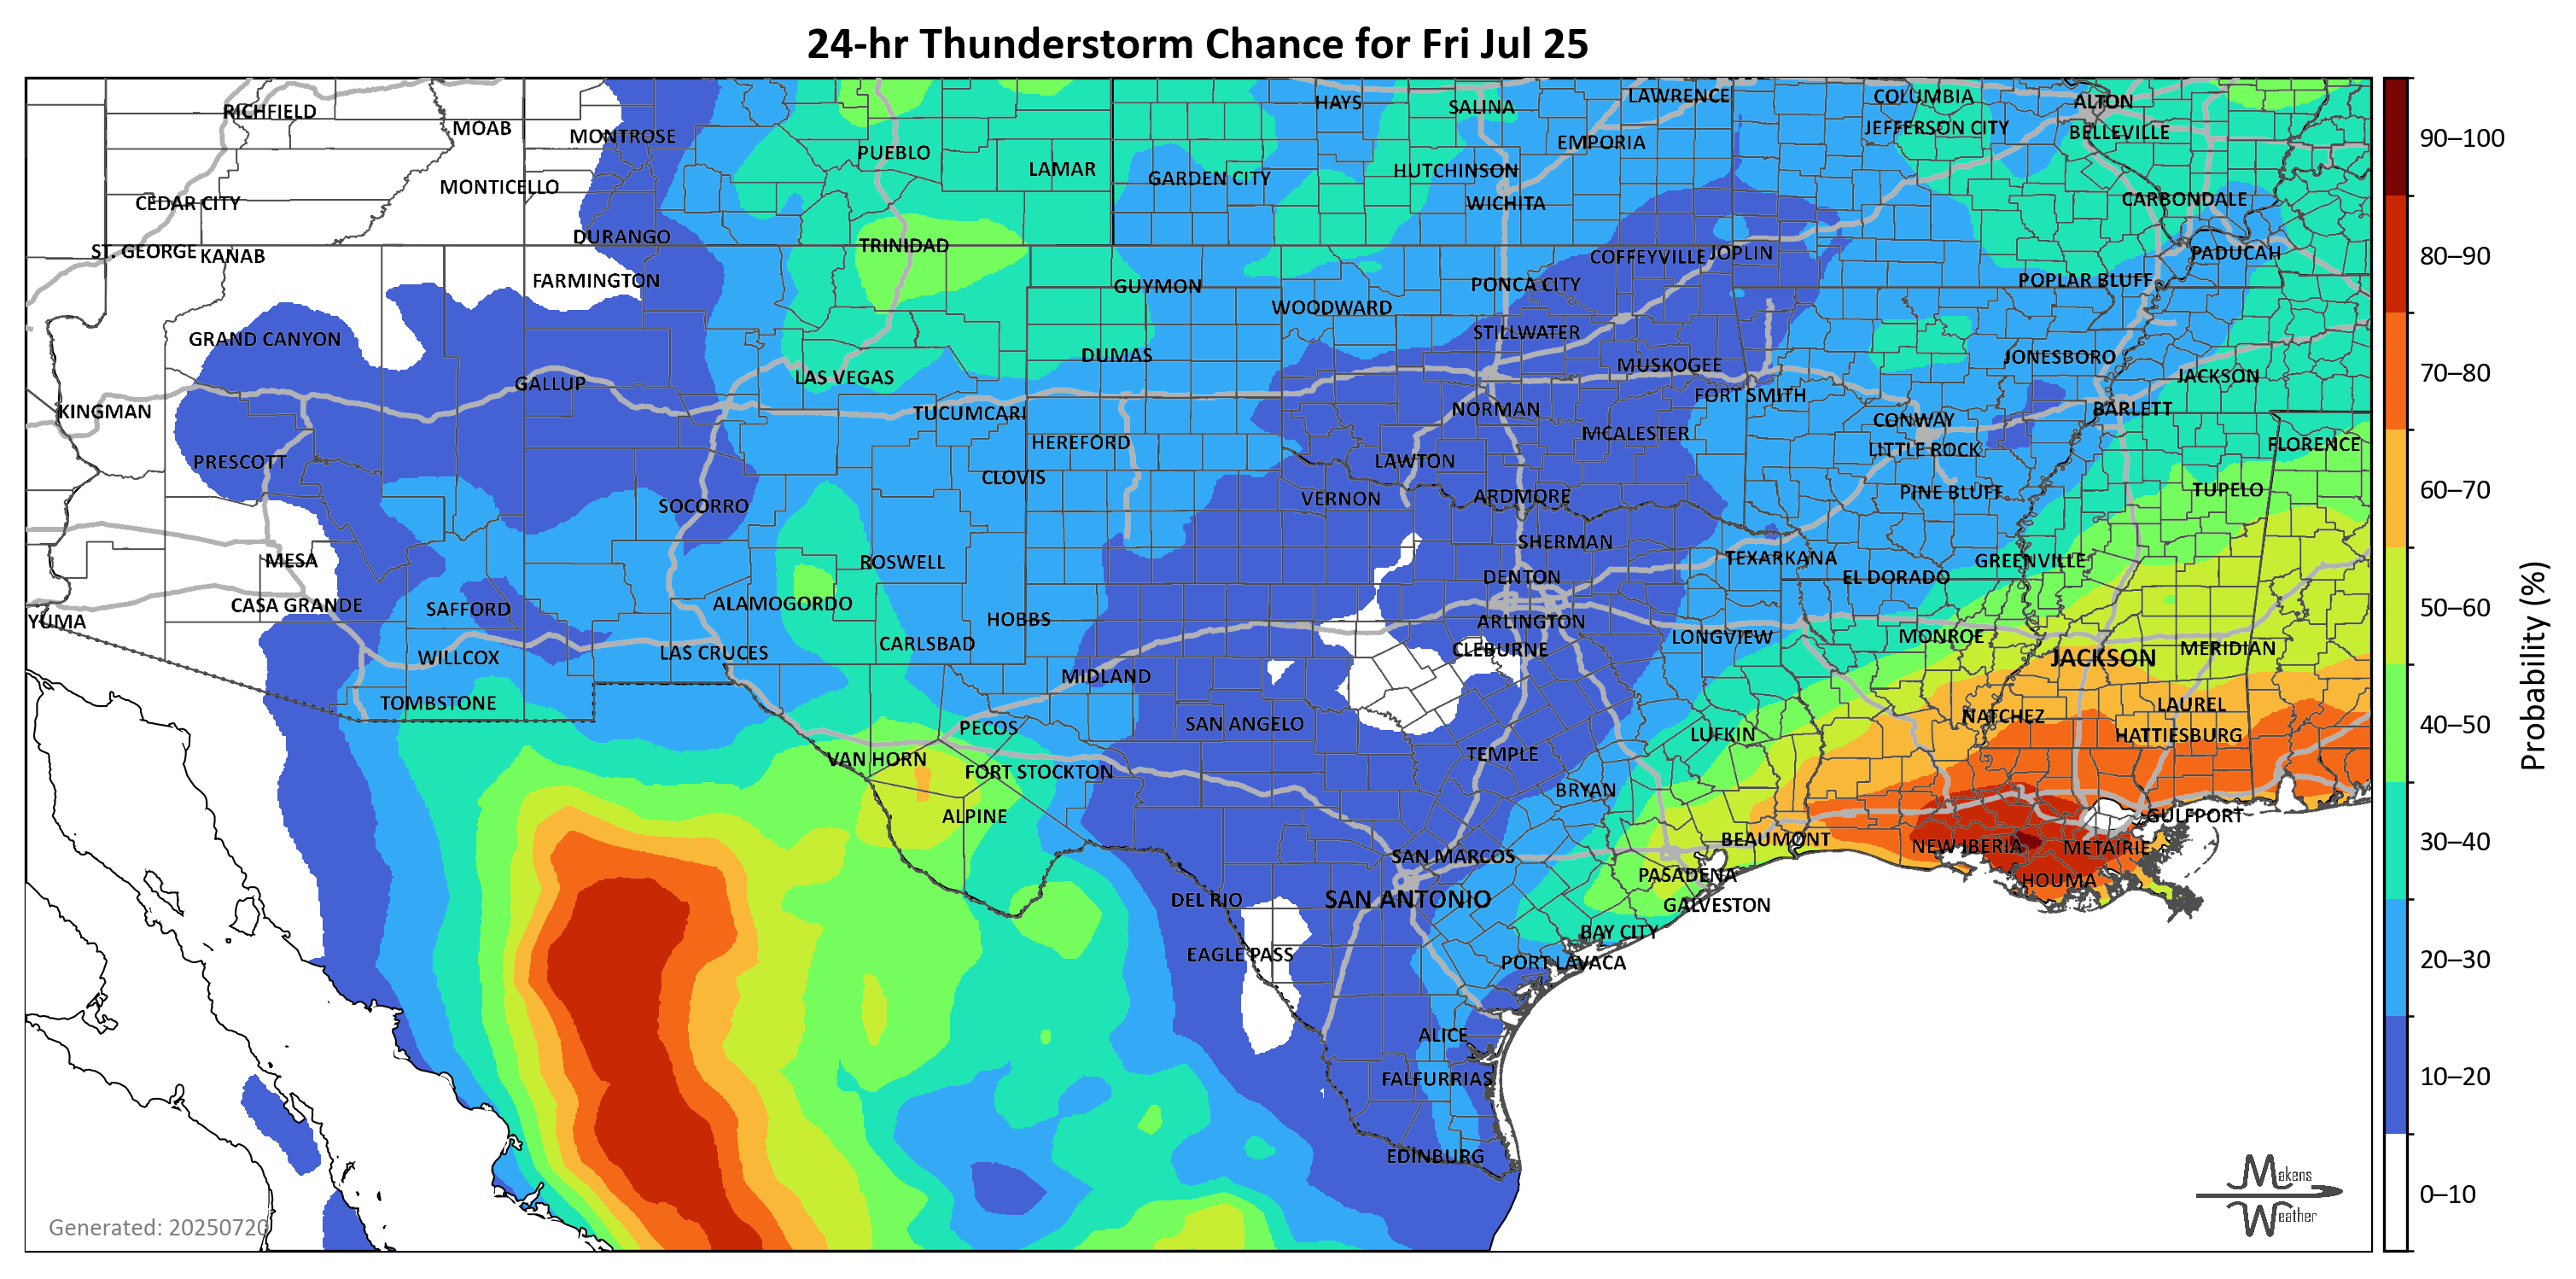 24-hr Thunderstorm Chance for Fri Jul 25
RICHFIELD
MOAB
MONTROSE
PUEBLO
LAMAR
HAYS
SALINA
LAWRENCE
COLUMBIA
ALTON
JEFFERSON CITY
BELLEVILLE
EMPORIA
HUTCHINSON
GARDEN CITY
MONTICELLO
CEDAR CITY
WICHITA
CARBONDALE
DURANGO
TRINIDAD
ST. GEORGE
KANAB
COFFEYVILLE
JOPLIN
PADUCAH
FARMINGTON
GUYMON
PONCA CITY
POPLAR BLUFF
WOODWARD
GRAND CANYON
STILLWATER
DUMAS
JONESBORO
MUSKOGEE
GALLUP
LAS VEGAS
JACKSON
FORT SMITH
KINGMAN
TUCUMCARI
NORMAN
BARLETT
CONWAY
HEREFORD
MCALESTER
LITTLE ROCK
FLORENCE
PRESCOTT
LAWTON
CLOVIS
PINE BLUFF
TUPELO
SOCORRO
VERNON
ARDMORE
SHERMAN
MESA
ROSWELL
TEXARKANA
GREENVILLE
DENTON
EL DORADO
CASA GRANDE
SAFFORD
ALAMOGORDO
YUMA
HOBBS
ARLINGTON
LONGVIEW
MONROE
CARLSBAD
CLEBURNE
WILLCOX
LAS CRUCES
JACKSON
MERIDIAN
MIDLAND
TOMBSTONE
LAUREL
PECOS
SAN ANGELO
NATCHEZ
LUFKIN
HATTIESBURG
VAN HORN
TEMPLE
FORT STOCKTON
BRYAN
ALPINE
GULFPORT
BEAUMONT
NEW IBERIA
METAIRIE
SAN MARCOS
PASADENA
HOUMA
DEL RIO
SAN ANTONIO
GALVESTON
BAY CITY
EAGLE PASS
PORT LAVACA
ALICE
FALFURRIAS
EDINBURG
Generated: 20250720
Makens
Weather
90–100
80–90
70–80
60–70
50–60
40–50
30–40
20–30
10–20
0–10
Probability (%)